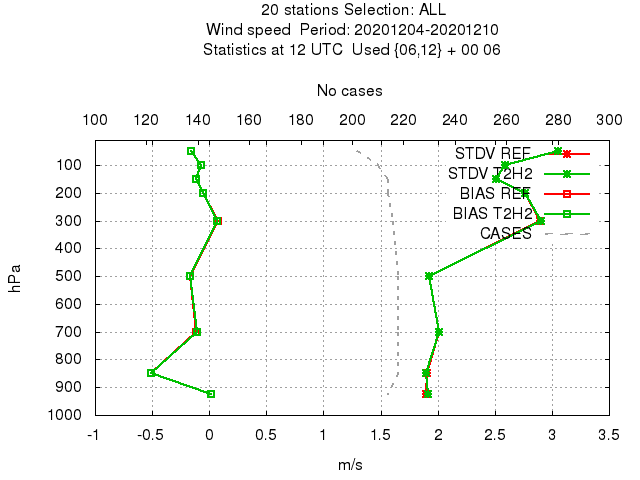 20 stations Selection: ALL
Wind speed  Period: 20201204-20201210
Statistics at 12 UTC  Used {06,12} + 00 06
No cases
100 120 140 160 180 200 220 240 260 280 300
STDV REF
STDV T2H2
BIAS REF
BIAS T2H2
CASES
hPa
100
200
300
400
500
600
700
800
900
1000
-1 -0.5 0 0.5 1 1.5 2 2.5 3 3.5
m/s